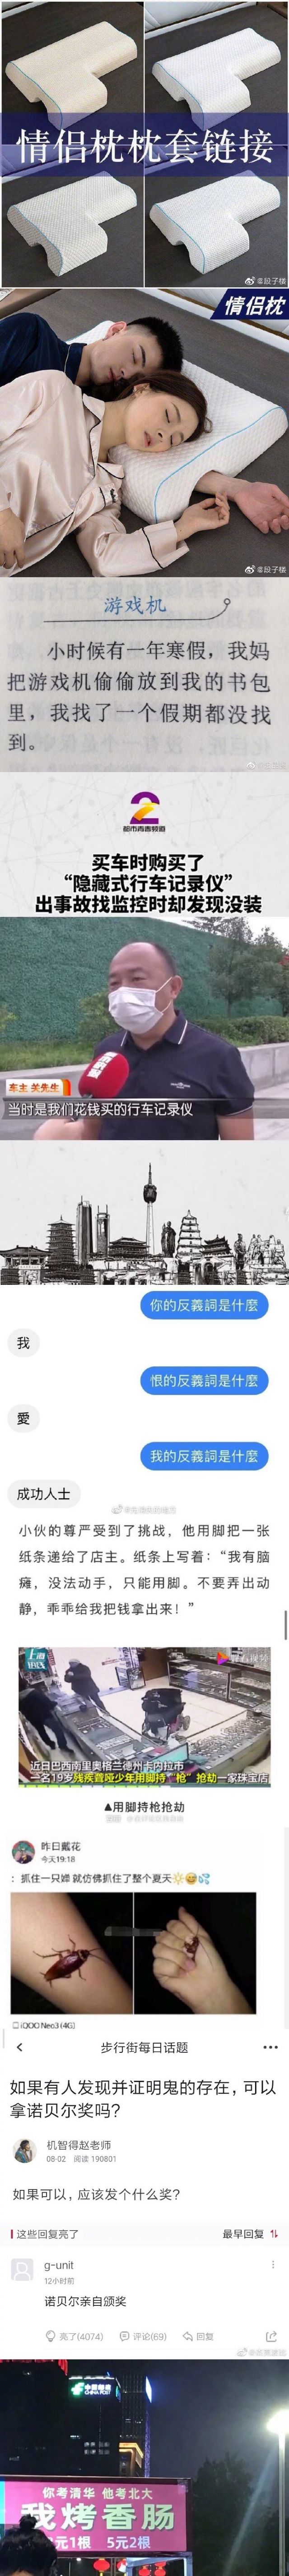 情侣枕枕套链接
@段子楼
情侣枕
@段子楼
游戏机
小时候有一年寒假，我妈
把游戏机偷偷放到我的书包
里，我找了一个假期都没找
到。
2
都市青春频道
买车时购买了
“隐藏式行车记录仪”
出事故找监控时却发现没装
车主 关先生
当时是我们花钱买的行车记录仪
你的反義詞是什麼
我
恨的反義詞是什麼
愛
我的反義詞是什麼
成功人士
小伙的尊严受到了挑战，他用脚把一张
纸条递给了店主。纸条上写着：“我有脑
瘫，没法动手，只能用脚。不要弄出动
静，乖乖给我把钱拿出来！”
近日巴西南里奥格兰德州卡内拉市
一名19岁残疾聋哑少年用脚持“枪”抢劫一家珠宝店
▲用脚持枪抢劫
昨日戴花
今天19:18
：抓住一只蟑 就仿佛抓住了整个夏天☀😄💦
iQOO Neo3 (4G)
步行街每日话题
如果有人发现并证明鬼的存在，可以
拿诺贝尔奖吗？
机智得赵老师
08-02 阅读 190801
如果可以，应该发个什么奖？
这些回复亮了
最早回复
g-unit
12小时前
诺贝尔亲自颁奖
亮了(4074)
评论(69)
回复
中国邮政
CHINA POST
你考清华 他考北大
我烤香肠
元1根 5元2根